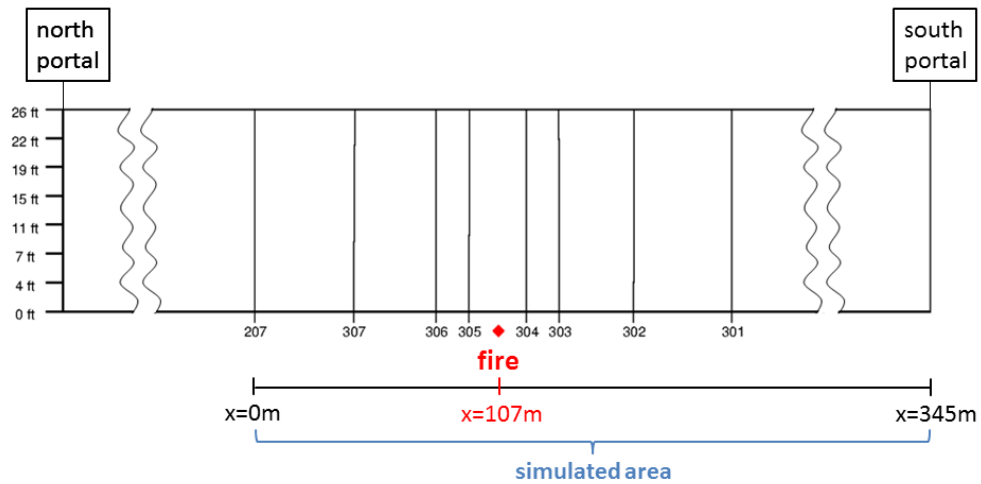 north
portal
south
portal
26 ft
22 ft
19 ft
15 ft
11 ft
7 ft
4 ft
0 ft
207 307 306 305 304 303 302 301
fire
x=0m x=107m x=345m
simulated area